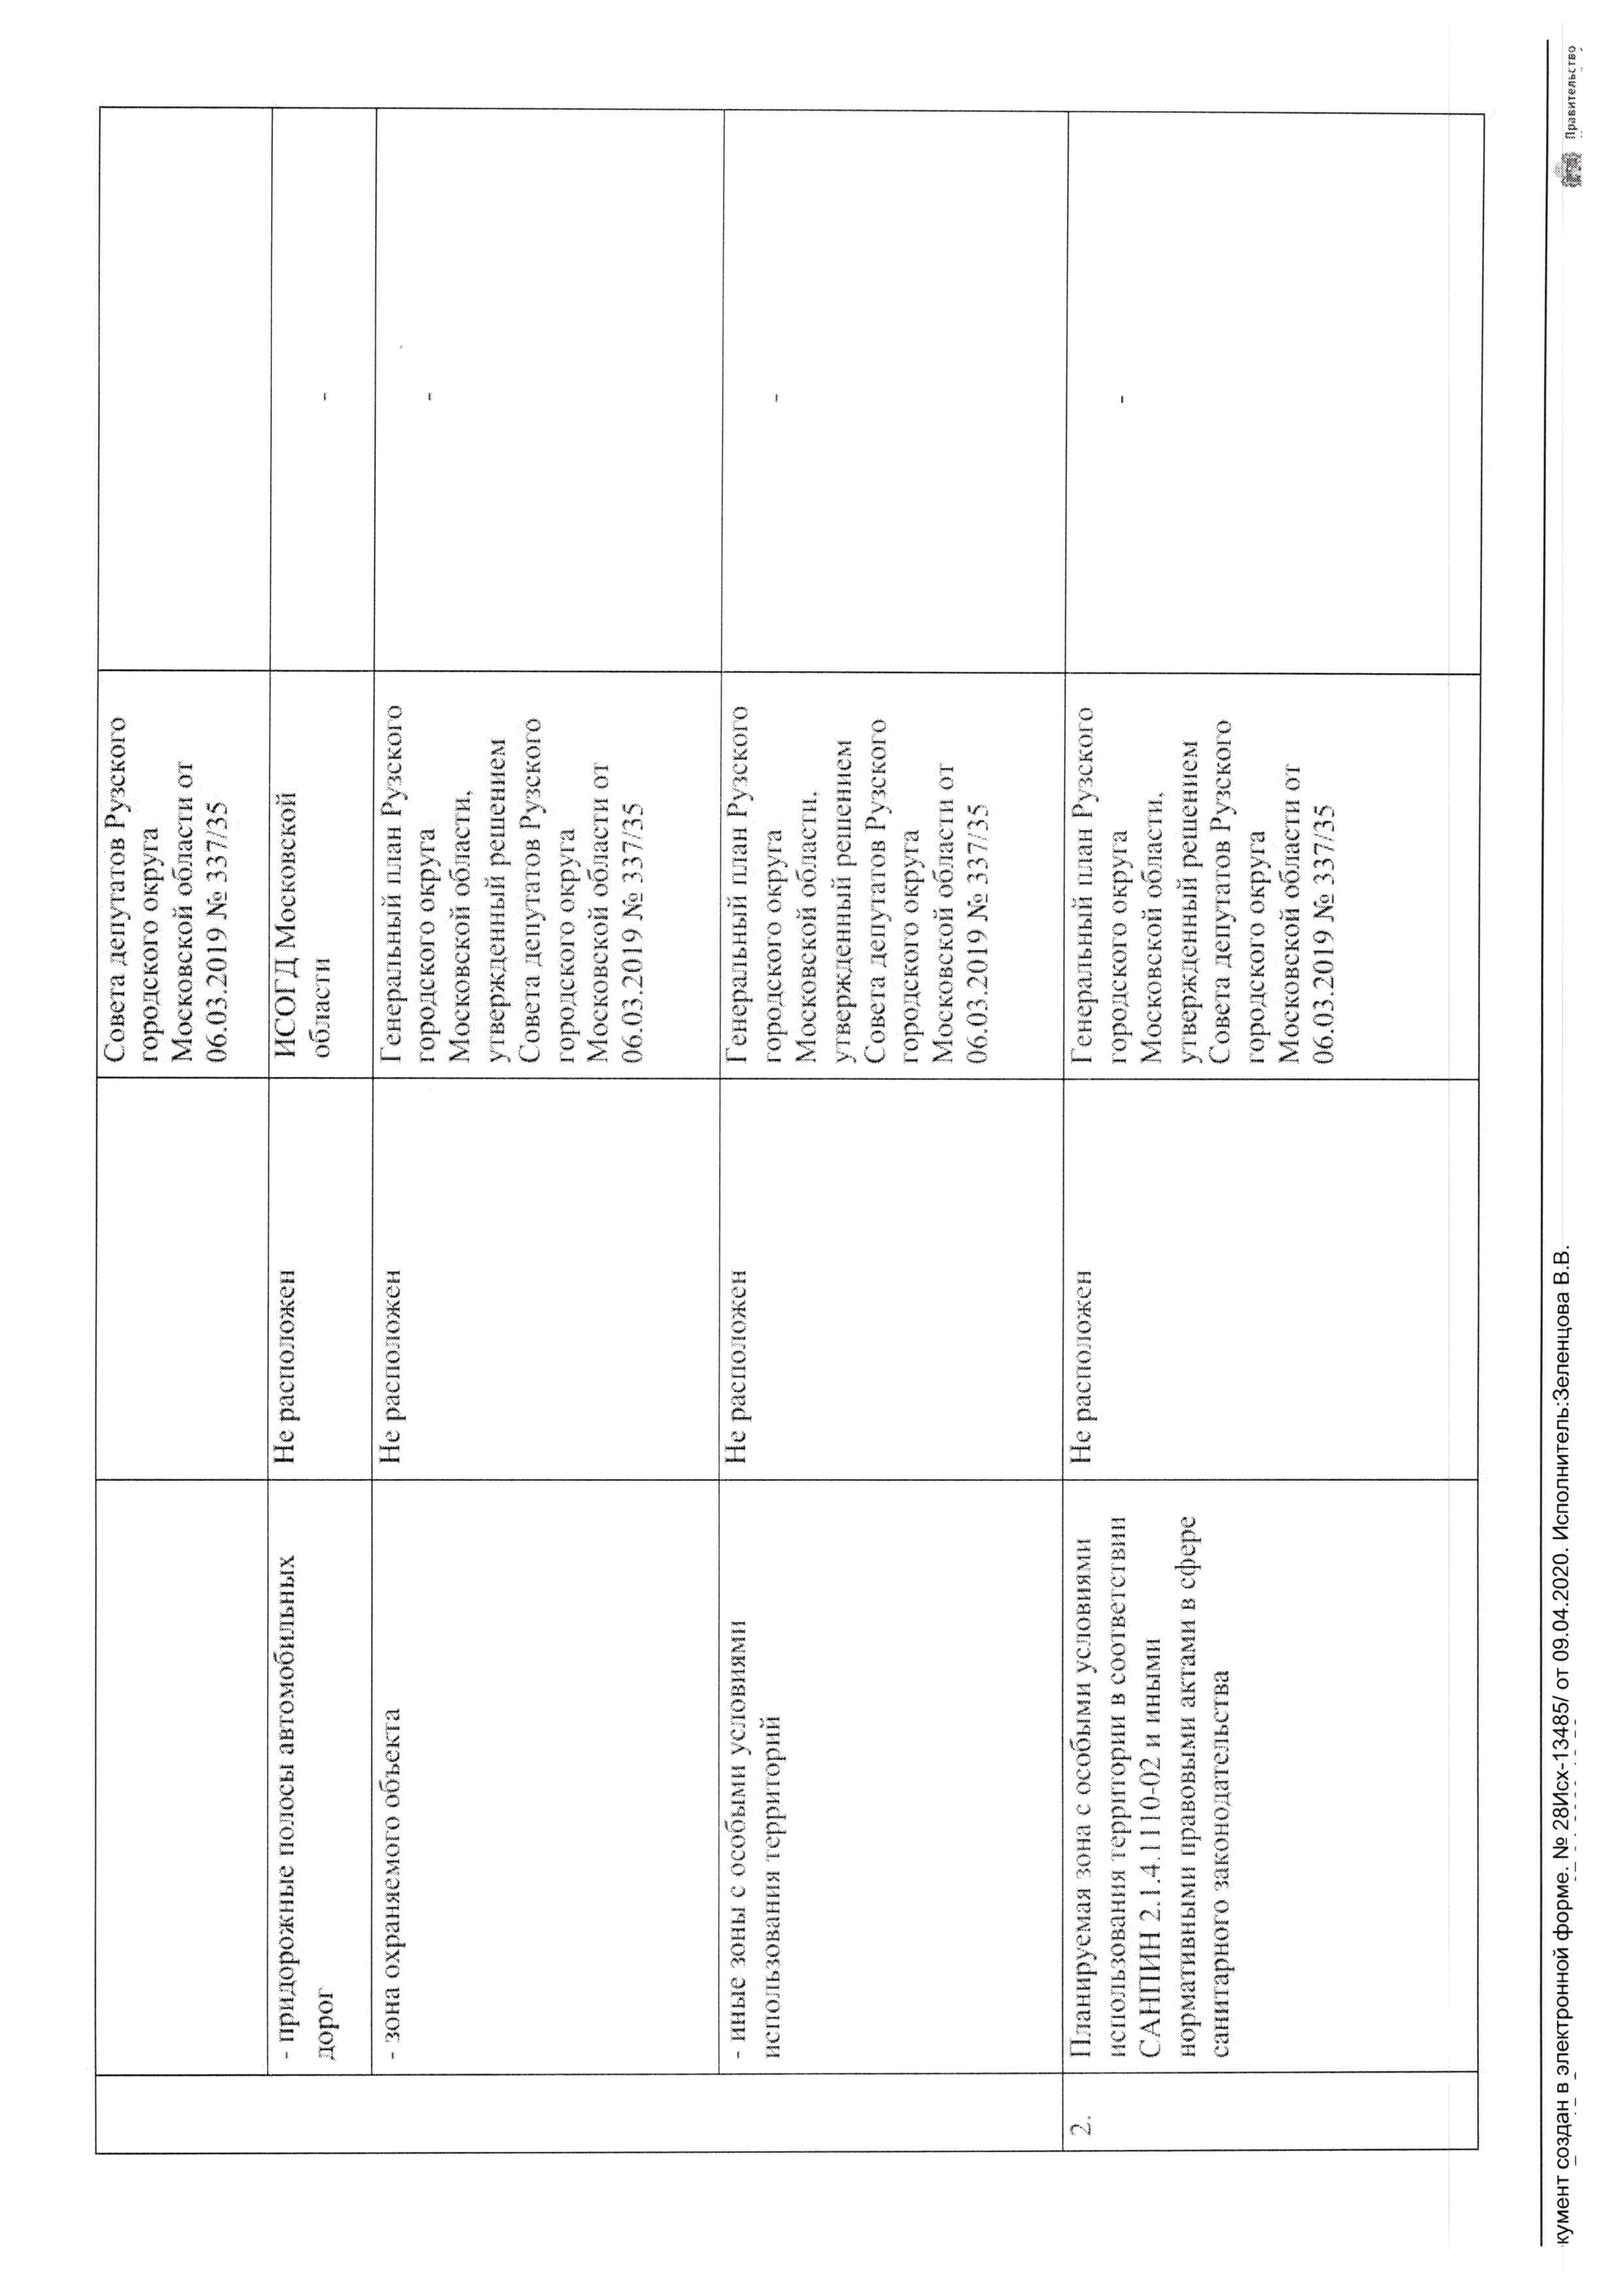 Совета депутатов Рузского
городского округа
Московской области от
06.03.2019 № 337/35
- придорожные полосы автомобильных
дорог
Не расположен
ИСОГД Московской
области
-
- зона охраняемого объекта
Не расположен
Генеральный план Рузского
городского округа
Московской области,
утвержденный решением
Совета депутатов Рузского
городского округа
Московской области от
06.03.2019 № 337/35
-
- иные зоны с особыми условиями
использования территорий
Не расположен
Генеральный план Рузского
городского округа
Московской области,
утвержденный решением
Совета депутатов Рузского
городского округа
Московской области от
06.03.2019 № 337/35
-
2.
Планируемая зона с особыми условиями
использования территории в соответствии
САНПИН 2.1.4.1110-02 и иными
нормативными правовыми актами в сфере
санитарного законодательства
Не расположен
Генеральный план Рузского
городского округа
Московской области,
утвержденный решением
Совета депутатов Рузского
городского округа
Московской области от
06.03.2019 № 337/35
-
кумент создан в электронной форме. № 28Исх-13485/ от 09.04.2020. Исполнитель:Зеленцова В.В.
Правительство